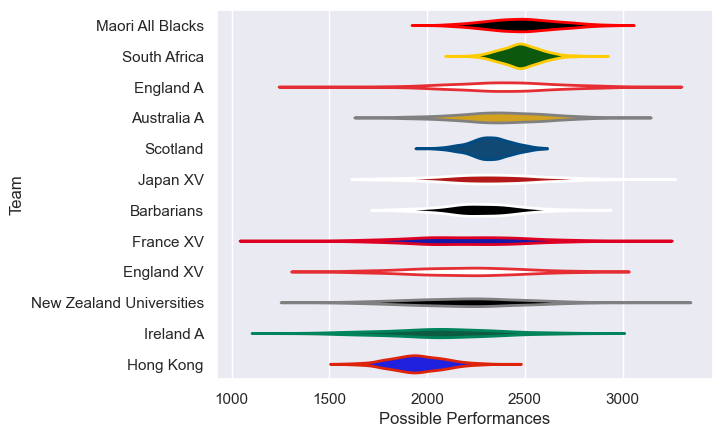 Maori All Blacks
South Africa
England A
Australia A
Scotland
Japan XV
Barbarians
France XV
England XV
New Zealand Universities
Ireland A
Hong Kong
Team
1000 1500 2000 2500 3000
Possible Performances